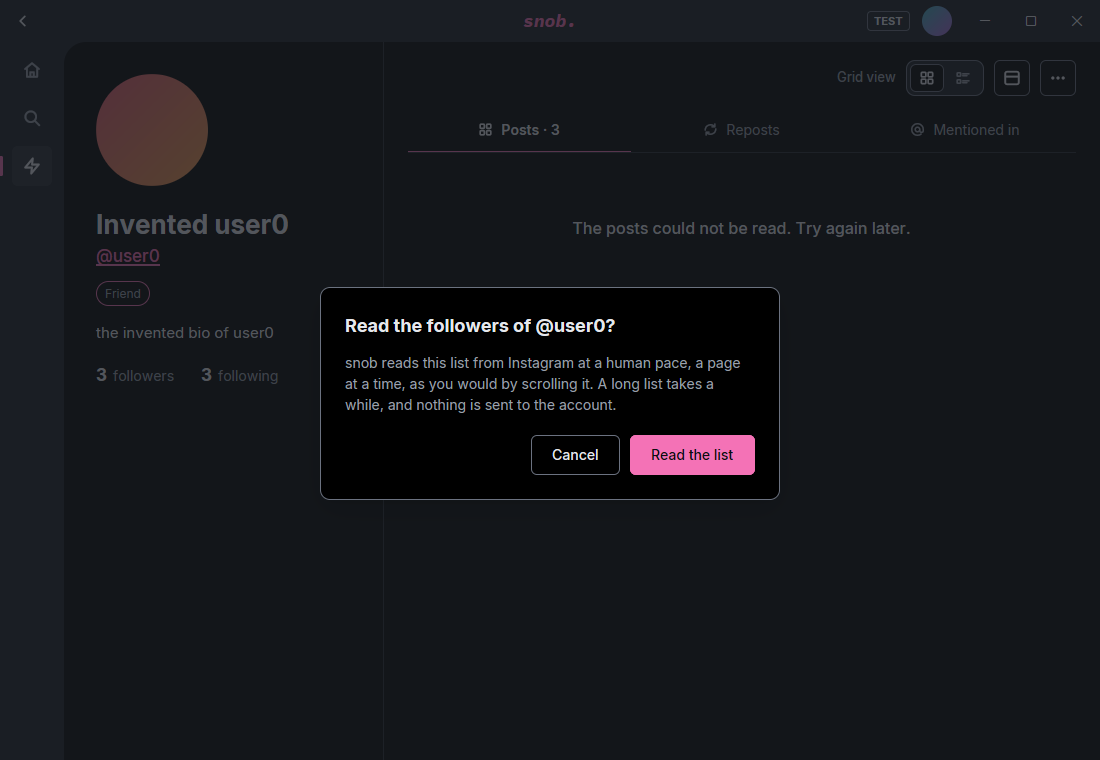 snob.
TEST
Grid view
Posts · 3
Reposts
Mentioned in
Invented user0
@user0
Friend
the invented bio of user0
3 followers 3 following
The posts could not be read. Try again later.
Read the followers of @user0?
snob reads this list from Instagram at a human pace, a page
at a time, as you would by scrolling it. A long list takes a
while, and nothing is sent to the account.
Cancel
Read the list